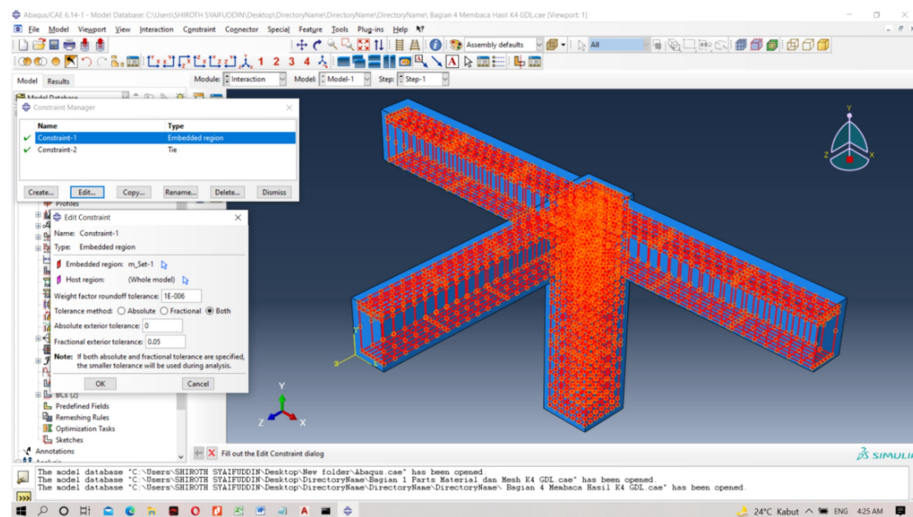 Abaqus/CAE 6.14-1 - Model Database: C:\Users\SHIROTH SYAIFUDDIN\Desktop\DirectoryName\DirectoryName\DirectoryName\ Bagian 4 Membaca Hasil K4 GDL.cae [Viewport: 1]
File Model Viewport View Interaction Constraint Connector Special Feature Tools Plug-ins Help
Assembly defaults
All
1 2 3 4
Model Results
Module: Interaction Model: Model-1 Step: Step-1
Model Database
Constraint Manager
Name Type
Constraint-1 Embedded region
Constraint-2 Tie
Create... Edit... Copy... Rename... Delete... Dismiss
Profiles
Edit Constraint
Name: Constraint-1
Type: Embedded region
Embedded region: m_Set-1
Host region: (Whole model)
Weight factor roundoff tolerance: 1E-006
Tolerance method: Absolute Fractional Both
Absolute exterior tolerance: 0
Fractional exterior tolerance: 0.05
Note: If both absolute and fractional tolerance are specified,
the smaller tolerance will be used during analysis.
OK Cancel
BCs (2)
Predefined Fields
Remeshing Rules
Optimization Tasks
Sketches
Annotations
Y
Z X
Y
Z X
Fill out the Edit Constraint dialog
SIMULIA
The model database "C:\Users\SHIROTH SYAIFUDDIN\Desktop\New folder\Abaqus.cae" has been opened.
The model database "C:\Users\SHIROTH SYAIFUDDIN\Desktop\DirectoryName\Bagian 1 Parts Material dan Mesh K4 GDL.cae" has been opened.
The model database "C:\Users\SHIROTH SYAIFUDDIN\Desktop\DirectoryName\DirectoryName\DirectoryName\ Bagian 4 Membaca Hasil K4 GDL.cae" has been opened.
>>>
24°C Kabut ENG 4:25 AM